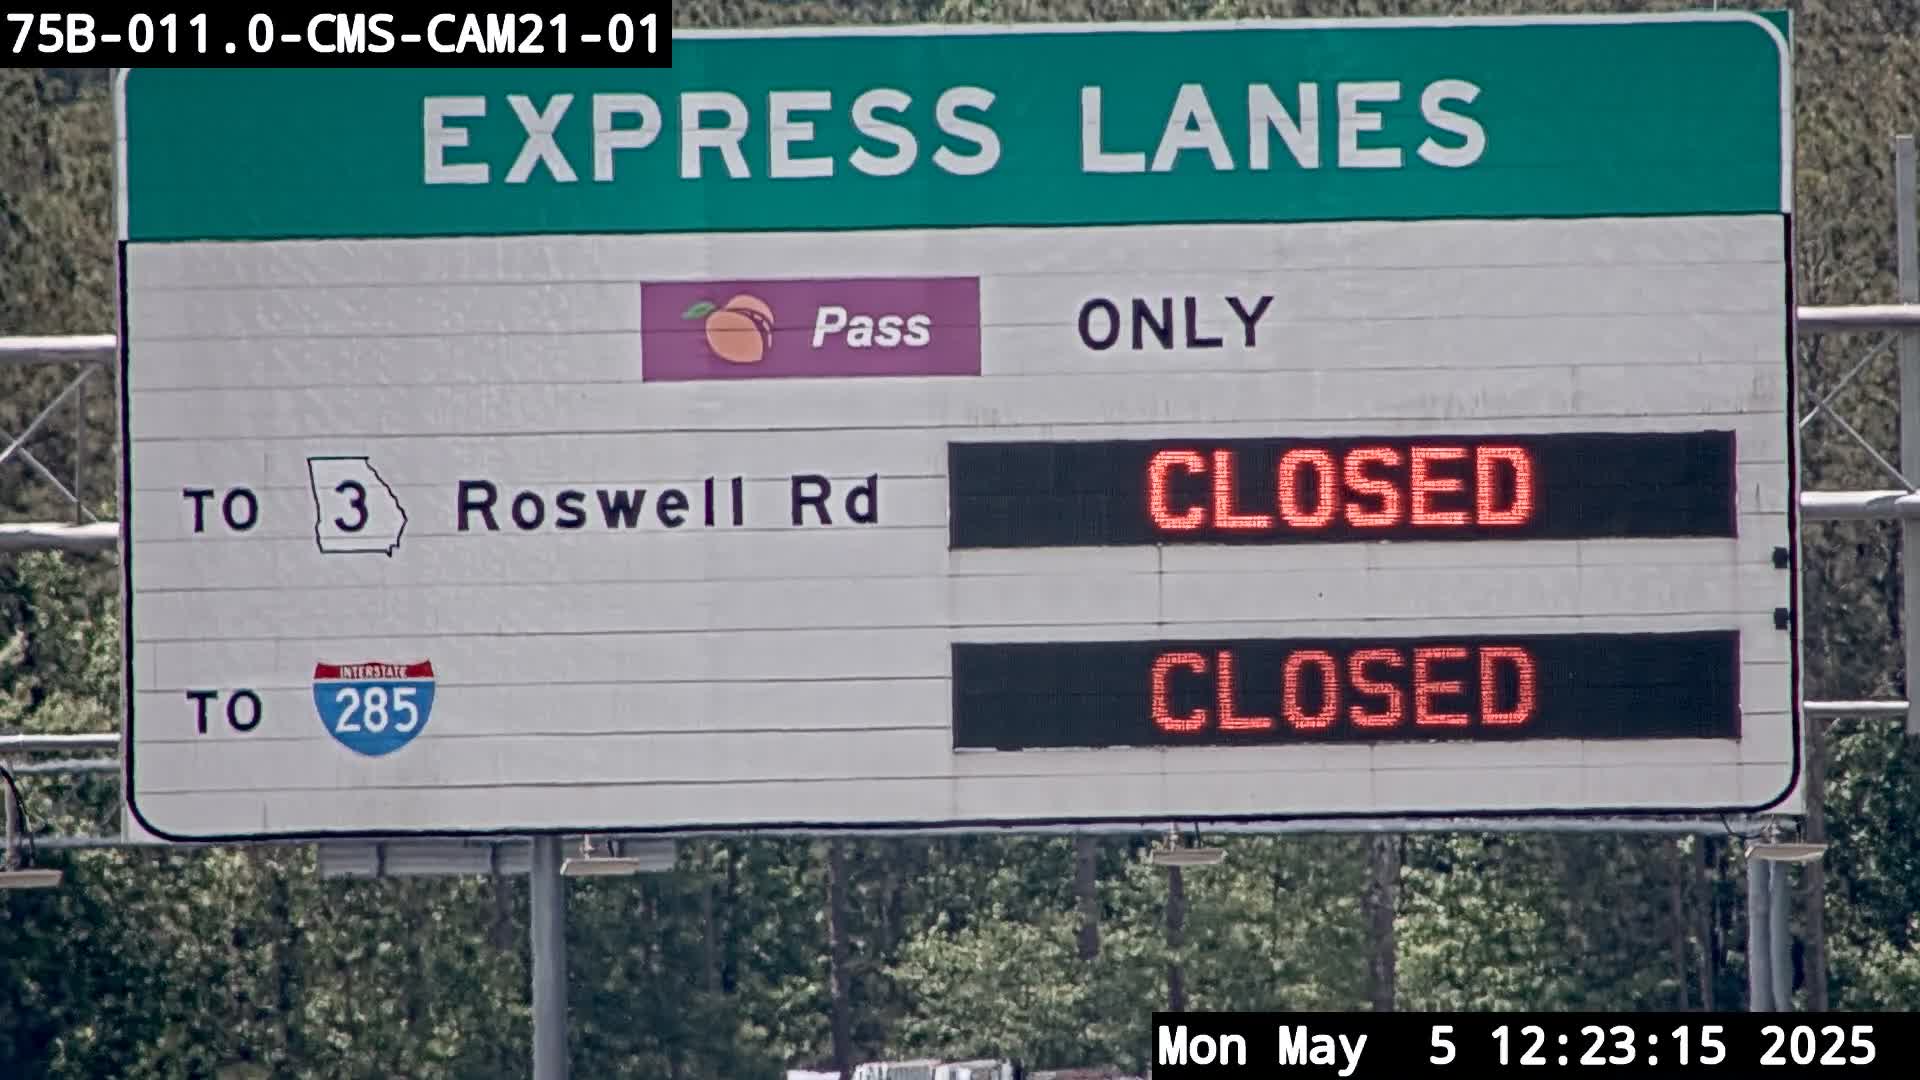 75B-011.0-CMS-CAM21-01
EXPRESS LANES
Pass ONLY
TO 3 Roswell Rd CLOSED
TO INTERSTATE 285 CLOSED
Mon May 5 12:23:15 2025